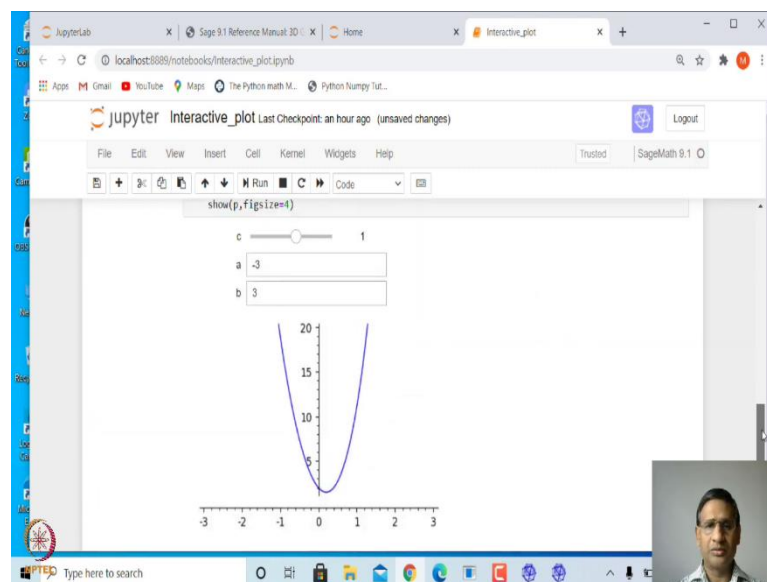 JupyterLab
Sage 9.1 Reference Manual: 3D G
Home
Interactive_plot
localhost:8889/notebooks/Interactive_plot.ipynb
Apps Gmail YouTube Maps The Python math M... Python Numpy Tut...
jupyter Interactive_plot Last Checkpoint: an hour ago (unsaved changes)
Logout
File Edit View Insert Cell Kernel Widgets Help
Trusted SageMath 9.1
Run Code
show(p,figsize=4)
c 1
a -3
b 3
20
15
10
5
-3 -2 -1 0 1 2 3
Type here to search